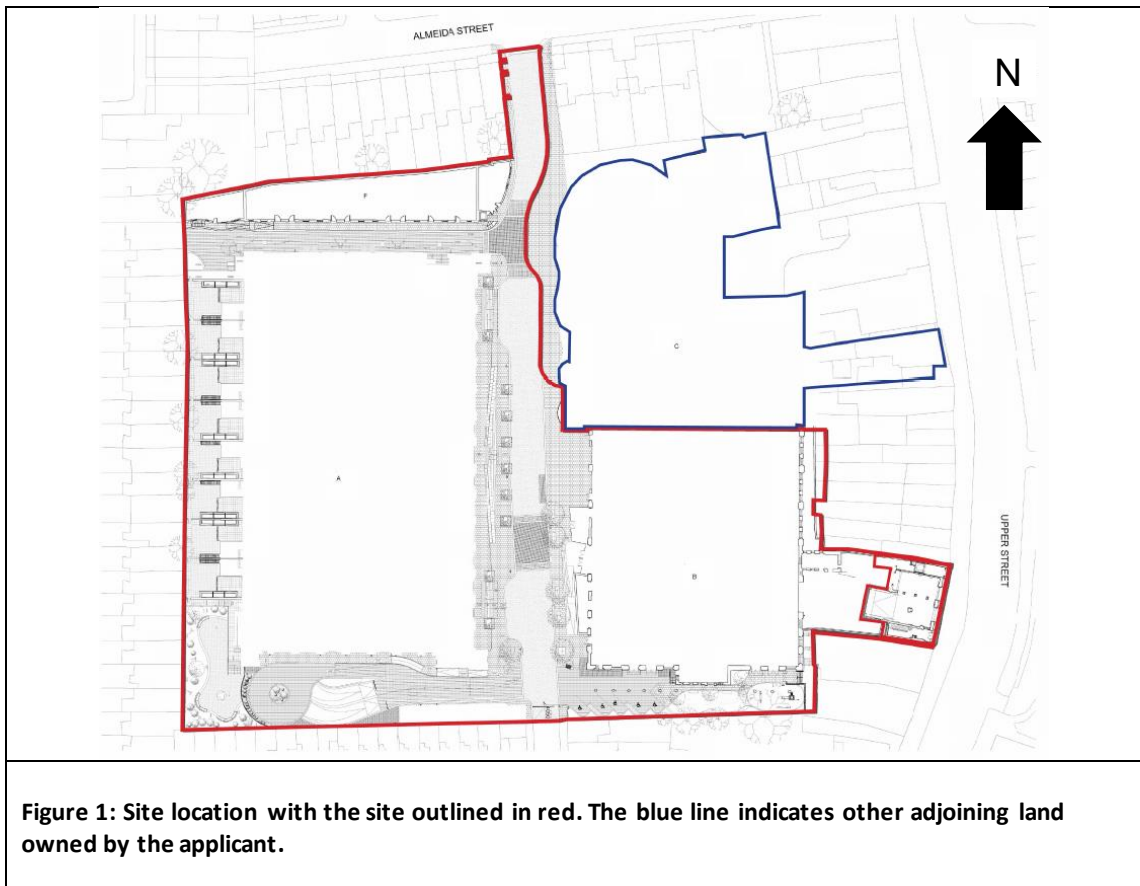 ALMEIDA STREET
N
F
C
A
UPPER STREET
B
Figure 1: Site location with the site outlined in red. The blue line indicates other adjoining land
owned by the applicant.